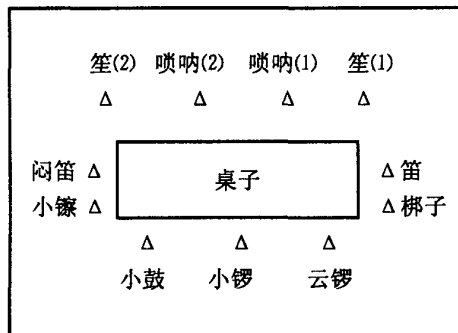 笙(2) 唢呐(2) 唢呐(1) 笙(1)
闷笛 桌子 笛
小镲 梆子
小鼓 小锣 云锣